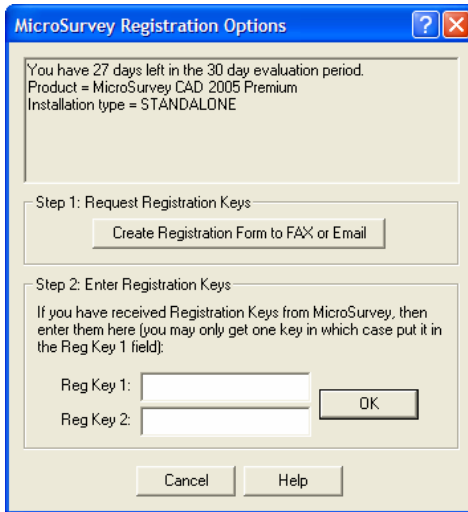 MicroSurvey Registration Options
You have 27 days left in the 30 day evaluation period.
Product = MicroSurvey CAD 2005 Premium
Installation type = STANDALONE
Step 1: Request Registration Keys
Create Registration Form to FAX or Email
Step 2: Enter Registration Keys
If you have received Registration Keys from MicroSurvey, then
enter them here (you may only get one key in which case put it in
the Reg Key 1 field):
Reg Key 1:
OK
Reg Key 2:
Cancel Help